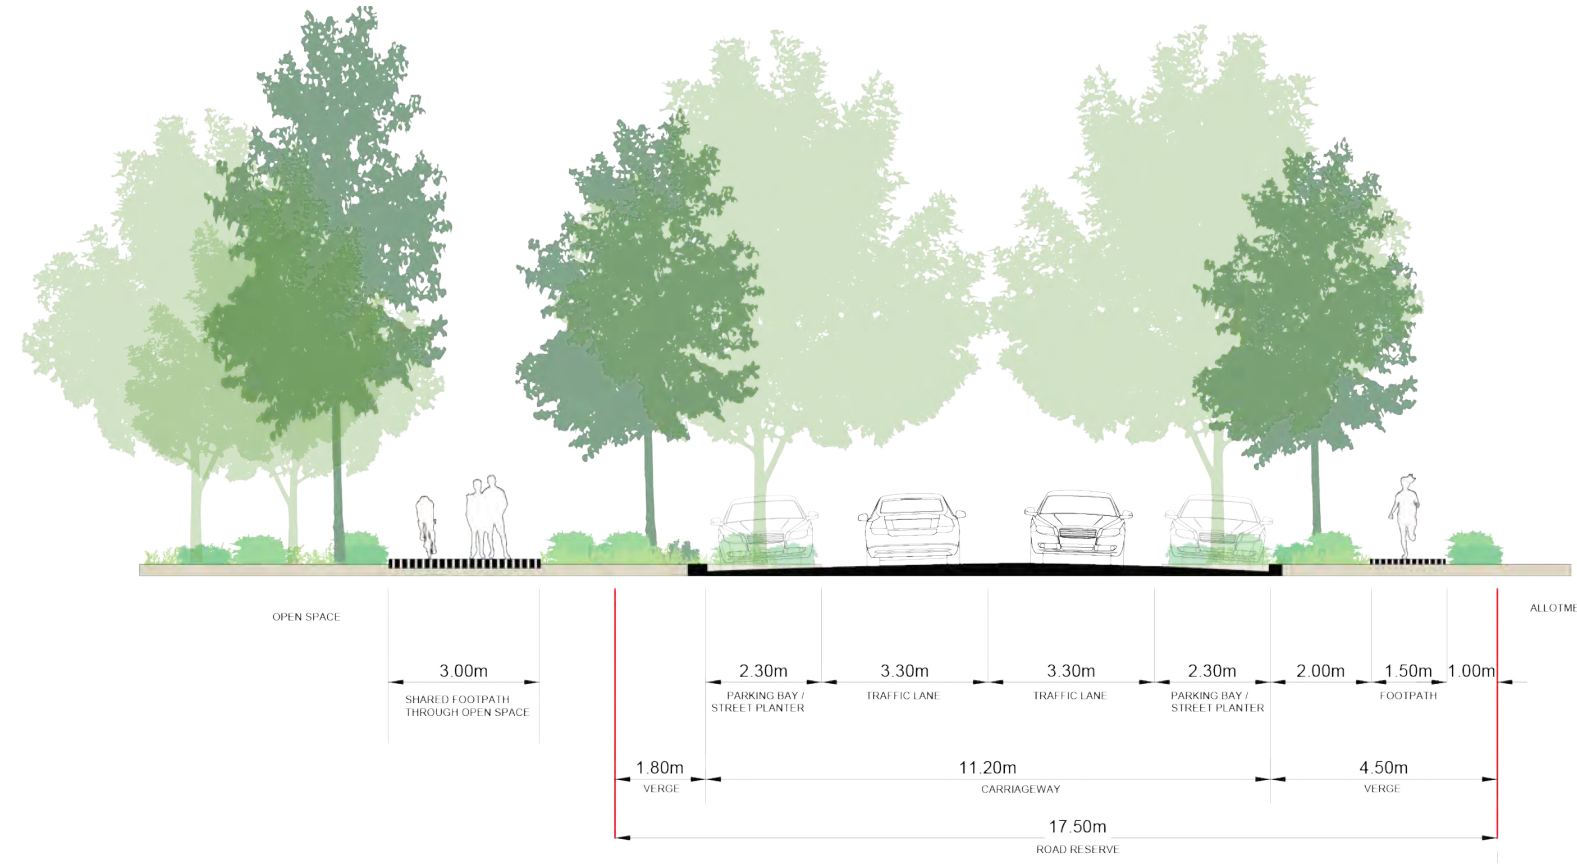 OPEN SPACE
ALLOTME
3.00m
2.30m
3.30m
3.30m
2.30m
2.00m
1.50m
1.00m
SHARED FOOTPATH
THROUGH OPEN SPACE
PARKING BAY /
STREET PLANTER
TRAFFIC LANE
TRAFFIC LANE
PARKING BAY /
STREET PLANTER
FOOTPATH
1.80m
11.20m
4.50m
VERGE
CARRIAGEWAY
VERGE
17.50m
ROAD RESERVE